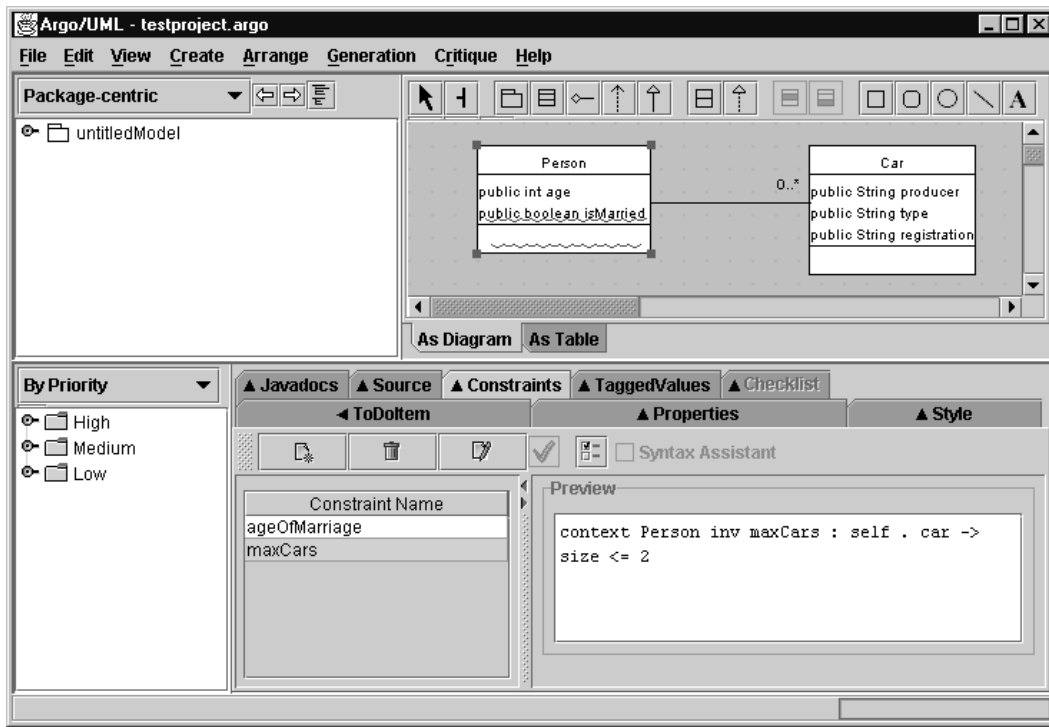 Argo/UML - testproject.argo
File Edit View Create Arrange Generation Critique Help
Package-centric
A
untitledModel
Person
public int age
public boolean isMarried
0..*
Car
public String producer
public String type
public String registration
As Diagram As Table
By Priority
High
Medium
Low
Javadocs Source Constraints TaggedValues Checklist
ToDoItem Properties Style
Syntax Assistant
Constraint Name
ageOfMarriage
maxCars
Preview
context Person inv maxCars : self . car ->
size <= 2